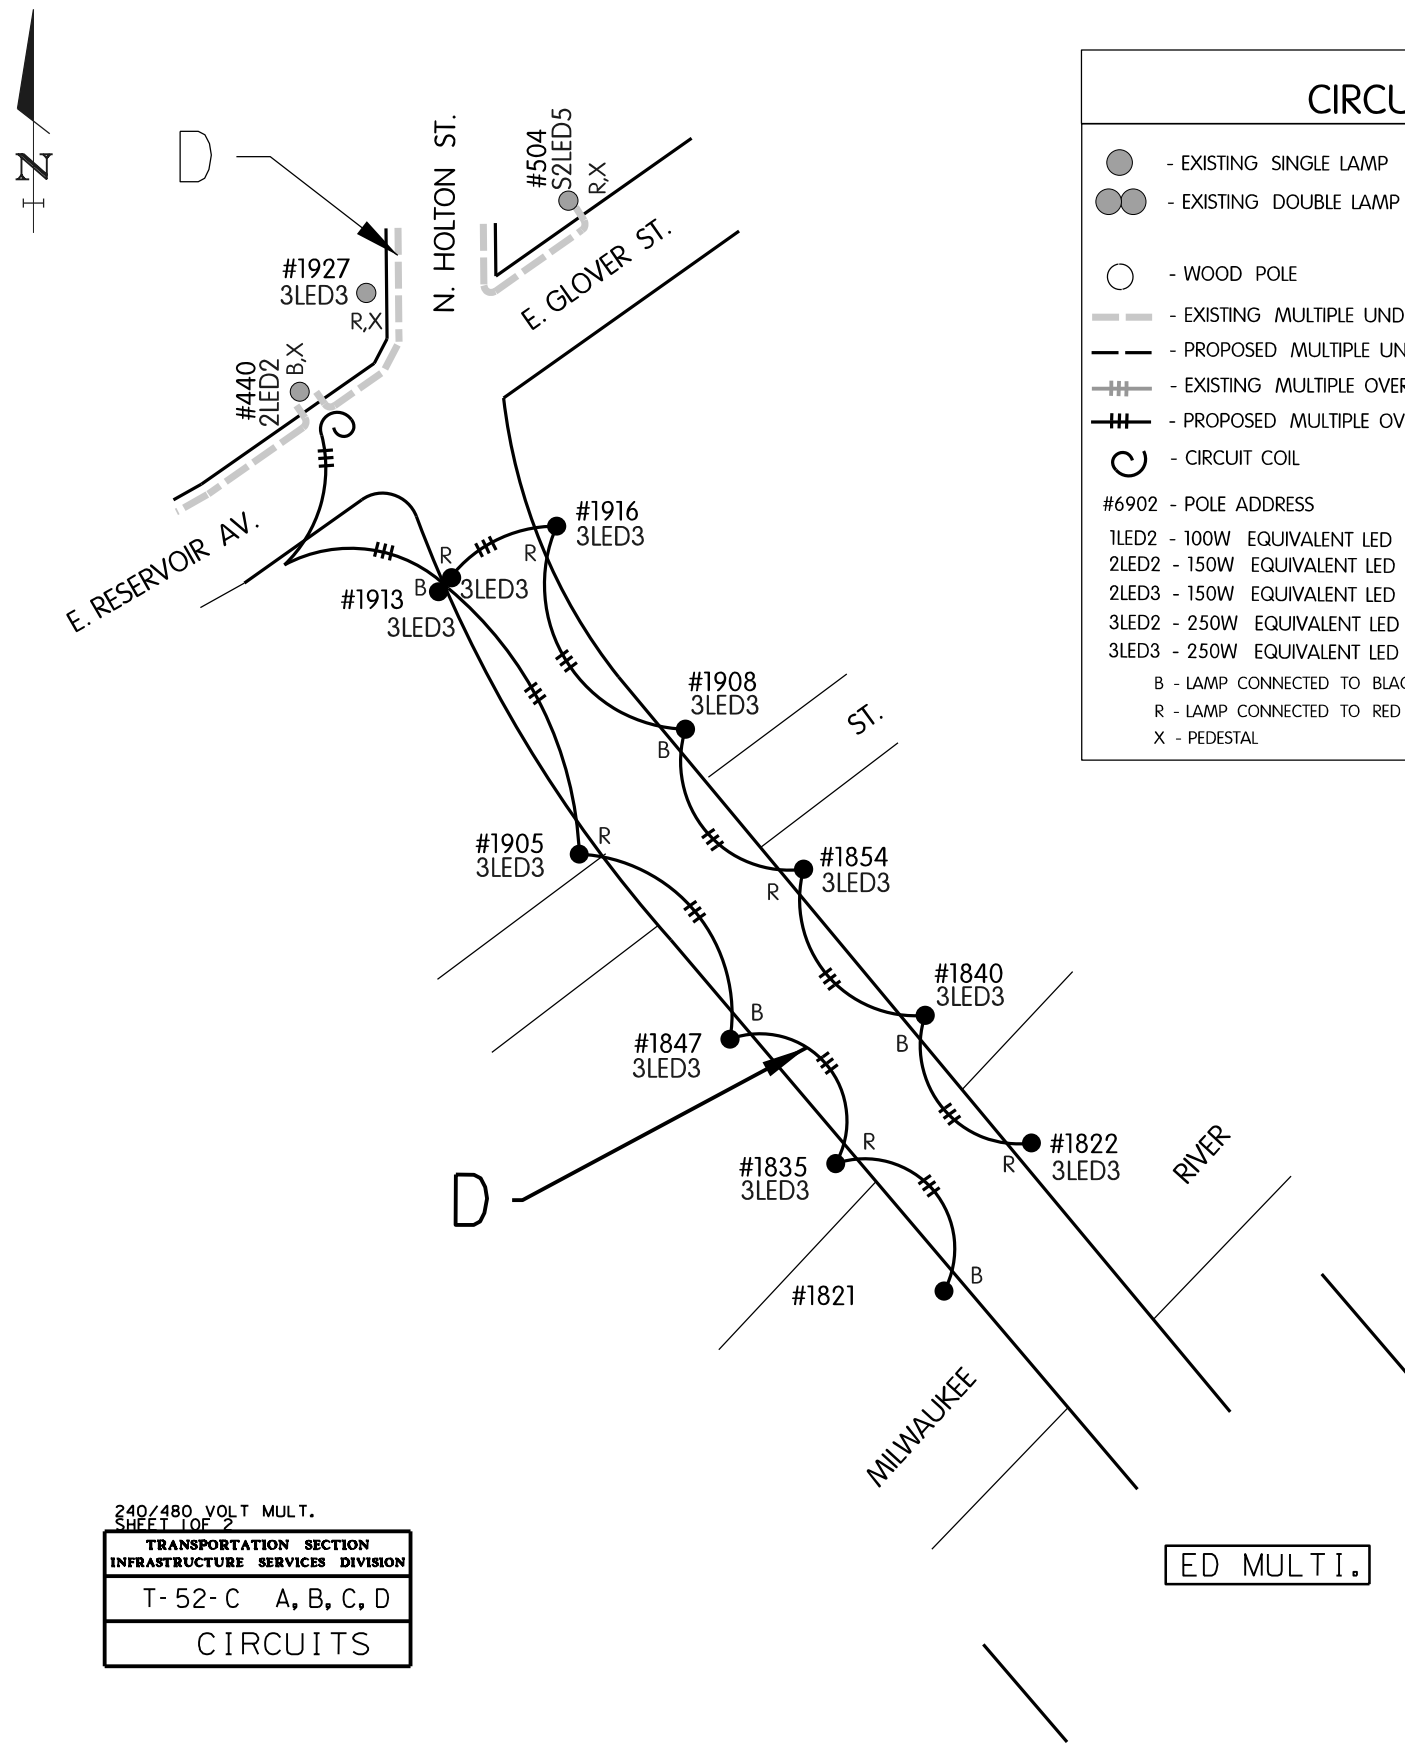 N
D
N. HOLTON ST.
#504
S2LED5
R,X
E. GLOVER ST.
#1927
3LED3
R,X
#440
2LED2
B,X
E. RESERVOIR AV.
#1916
3LED3
R
R
B
3LED3
#1913
3LED3
#1908
3LED3
B
ST.
#1905
3LED3
R
#1854
3LED3
R
#1840
3LED3
B
#1847
3LED3
B
D
#1835
3LED3
R
#1822
3LED3
R
RIVER
#1821
B
MILWAUKEE
CIRCU
- EXISTING SINGLE LAMP
- EXISTING DOUBLE LAMP
- WOOD POLE
- EXISTING MULTIPLE UND
- PROPOSED MULTIPLE UN
- EXISTING MULTIPLE OVER
- PROPOSED MULTIPLE OV
- CIRCUIT COIL
#6902 - POLE ADDRESS
1LED2 - 100W EQUIVALENT LED
2LED2 - 150W EQUIVALENT LED
2LED3 - 150W EQUIVALENT LED
3LED2 - 250W EQUIVALENT LED
3LED3 - 250W EQUIVALENT LED
B - LAMP CONNECTED TO BLAC
R - LAMP CONNECTED TO RED
X - PEDESTAL
240/480 VOLT MULT.
SHEET 1 OF 2
TRANSPORTATION SECTION
INFRASTRUCTURE SERVICES DIVISION
T-52-C A, B, C, D
CIRCUITS
ED MULTI.